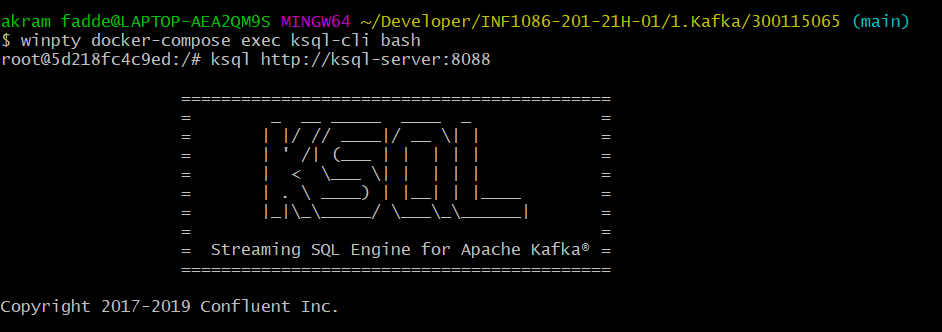 akram fadde@LAPTOP-AEA2QM9S MINGW64 ~/Developer/INF1086-201-21H-01/1.Kafka/300115065 (main)
$ winpty docker-compose exec ksql-cli bash
root@5d218fc4c9ed:/# ksql http://ksql-server:8088
===========================================
=        _  __ _____  ____  _             =
=       | |/ // ____|/ __ \| |            =
=       | ' /| (___ | |  | | |            =
=       |  <  \___ \| |  | | |            =
=       | . \ ____) | |__| | |____        =
=       |_|\_\_____/ \___\_\______|       =
=                                         =
=  Streaming SQL Engine for Apache Kafka® =
===========================================
Copyright 2017-2019 Confluent Inc.